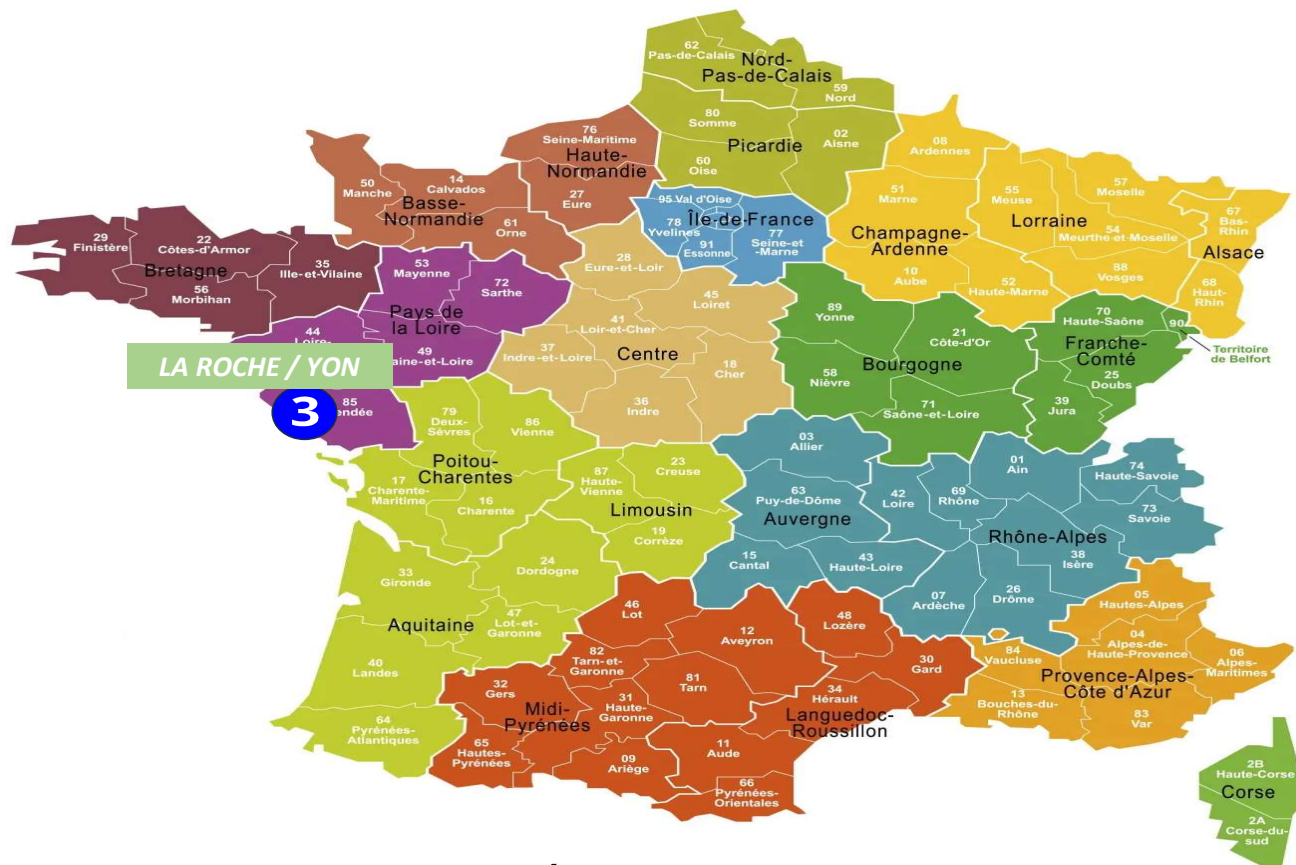 62
Pas-de-Calais
Nord-
Pas-de-Calais
59
Nord
80
Somme
02
Aisne
Picardie
60
Oise
76
Seine-Maritime
Haute-
Normandie
27
Eure
50
Manche
14
Calvados
Basse-
Normandie
61
Orne
95 Val d'Oise
Île-de-France
78
Yvelines
91
Essonne
77
Seine-et
-Marne
08
Ardennes
51
Marne
Champagne-
Ardenne
10
Aube
52
Haute-Marne
55
Meuse
57
Moselle
Lorraine
54
Meurthe-et-Moselle
88
Vosges
67
Bas-
Rhin
Alsace
68
Haut-
Rhin
29
Finistère
22
Côtes-d'Armor
Bretagne
35
Ille-et-Vilaine
56
Morbihan
53
Mayenne
72
Sarthe
Pays de
la Loire
44
Loire-
49
aine-et-Loire
LA ROCHE / YON
85
endée
3
28
Eure-et-Loir
45
Loiret
41
Loir-et-Cher
37
Indre-et-Loire
Centre
18
Cher
36
Indre
89
Yonne
21
Côte-d'Or
Bourgogne
58
Nièvre
71
Saône-et-Loire
70
Haute-Saône
90
Territoire
de Belfort
Franche-
Comté
25
Doubs
39
Jura
79
Deux-
Sèvres
86
Vienne
Poitou-
Charentes
17
Charente-
Maritime
16
Charente
87
Haute-
Vienne
23
Creuse
Limousin
19
Corrèze
03
Allier
63
Puy-de-Dôme
Auvergne
15
Cantal
43
Haute-Loire
42
Loire
69
Rhône
01
Ain
74
Haute-Savoie
73
Savoie
Rhône-Alpes
38
Isère
07
Ardèche
26
Drôme
33
Gironde
24
Dordogne
Aquitaine
47
Lot-et-
Garonne
40
Landes
64
Pyrénées-
Atlantiques
46
Lot
12
Aveyron
82
Tarn-et-
Garonne
32
Gers
31
Haute-
Garonne
81
Tarn
Midi-
Pyrénées
65
Hautes-
Pyrénées
09
Ariège
48
Lozère
30
Gard
34
Hérault
Languedoc-
Roussillon
11
Aude
66
Pyrénées-
Orientales
05
Hautes-Alpes
84
Vaucluse
04
Alpes-de-
Haute-Provence
06
Alpes-
Maritimes
Provence-Alpes-
Côte d'Azur
13
Bouches-du-
Rhône
83
Var
2B
Haute-Corse
Corse
2A
Corse-du-
sud